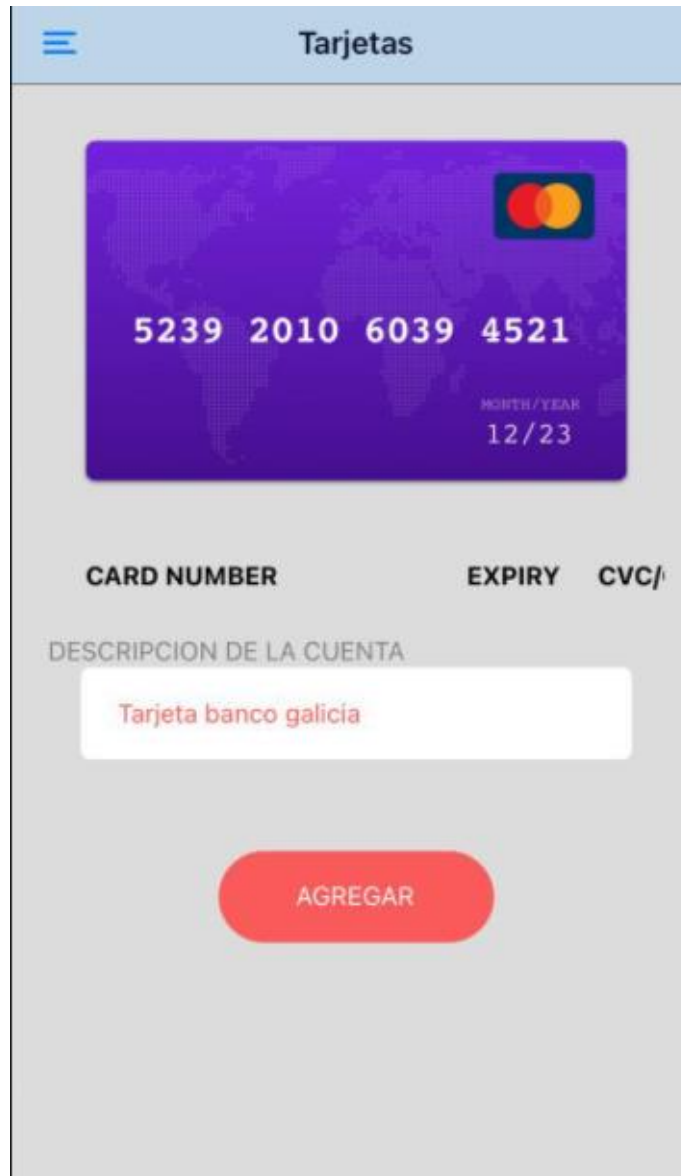 Tarjetas
5239 2010 6039 4521
MONTH/YEAR
12/23
CARD NUMBER EXPIRY CVC/
DESCRIPCION DE LA CUENTA
Tarjeta banco galicia
AGREGAR